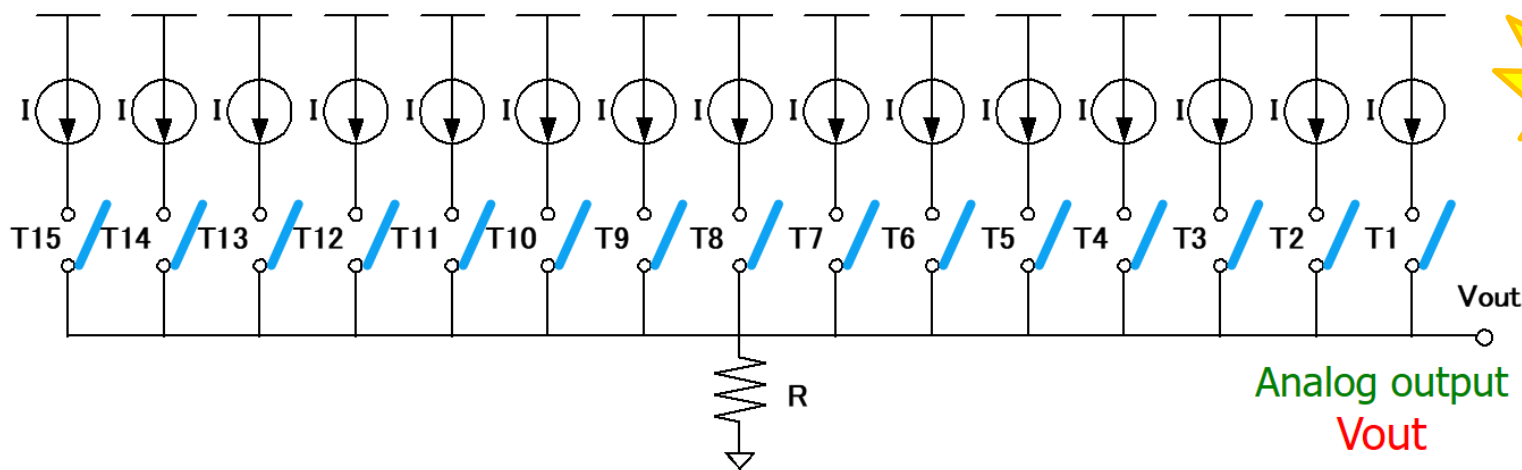 I I I I I I I I I I I I I I I
T15 T14 T13 T12 T11 T10 T9 T8 T7 T6 T5 T4 T3 T2 T1
Vout
R
Analog output
Vout